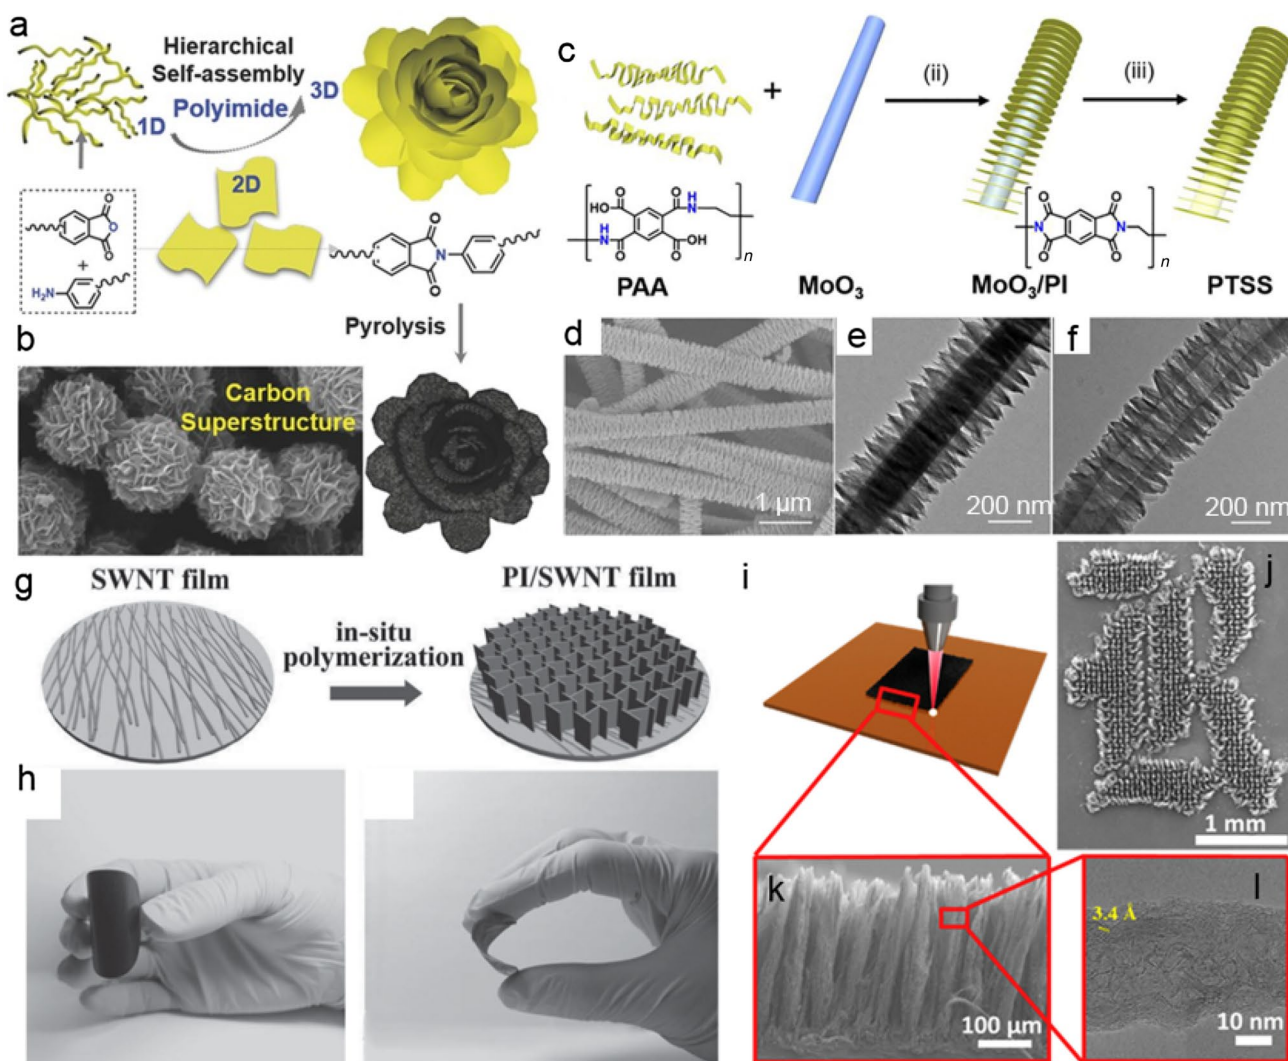 a
Hierarchical
Self-assembly
Polyimide
1D
3D
2D
O
O
O
+
H₂N
O
N
O
Pyrolysis
b
Carbon
Superstructure
c
+
(ii)
(iii)
O
O
HO
H
N
N
H
OH
O
O
n
O
O
N
N
O
O
n
PAA
MoO₃
MoO₃/PI
PTSS
d
1 μm
e
200 nm
f
200 nm
g
SWNT film
in-situ
polymerization
PI/SWNT film
h
i
j
1 mm
k
100 μm
l
3.4 Å
10 nm